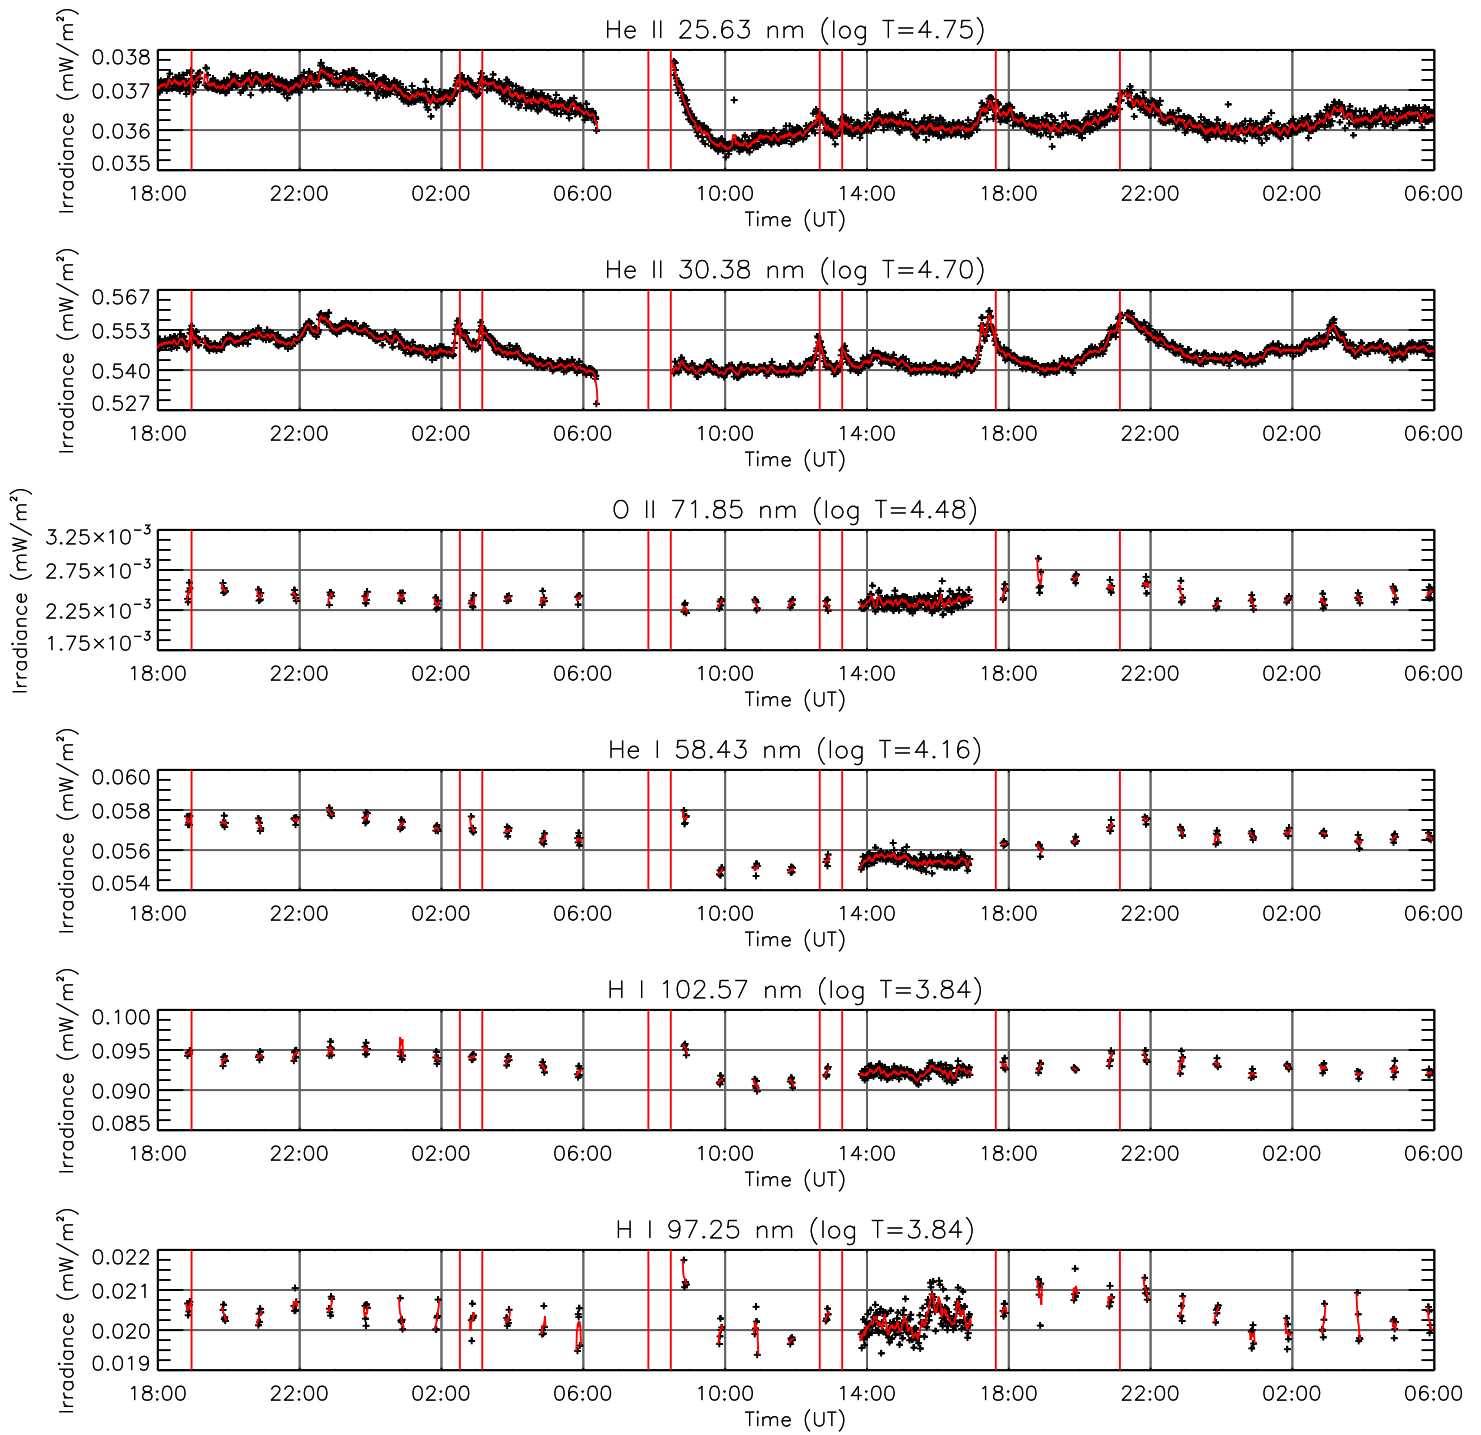 He II 25.63 nm (log T=4.75)
Irradiance (mW/m²)
0.038
0.037
0.036
0.035
18:00 22:00 02:00 06:00 10:00 14:00 18:00 22:00 02:00 06:00
Time (UT)
He II 30.38 nm (log T=4.70)
Irradiance (mW/m²)
0.567
0.553
0.540
0.527
18:00 22:00 02:00 06:00 10:00 14:00 18:00 22:00 02:00 06:00
Time (UT)
O II 71.85 nm (log T=4.48)
Irradiance (mW/m²)
3.25×10⁻³
2.75×10⁻³
2.25×10⁻³
1.75×10⁻³
18:00 22:00 02:00 06:00 10:00 14:00 18:00 22:00 02:00 06:00
Time (UT)
He I 58.43 nm (log T=4.16)
Irradiance (mW/m²)
0.060
0.058
0.056
0.054
18:00 22:00 02:00 06:00 10:00 14:00 18:00 22:00 02:00 06:00
Time (UT)
H I 102.57 nm (log T=3.84)
Irradiance (mW/m²)
0.100
0.095
0.090
0.085
18:00 22:00 02:00 06:00 10:00 14:00 18:00 22:00 02:00 06:00
Time (UT)
H I 97.25 nm (log T=3.84)
Irradiance (mW/m²)
0.022
0.021
0.020
0.019
18:00 22:00 02:00 06:00 10:00 14:00 18:00 22:00 02:00 06:00
Time (UT)